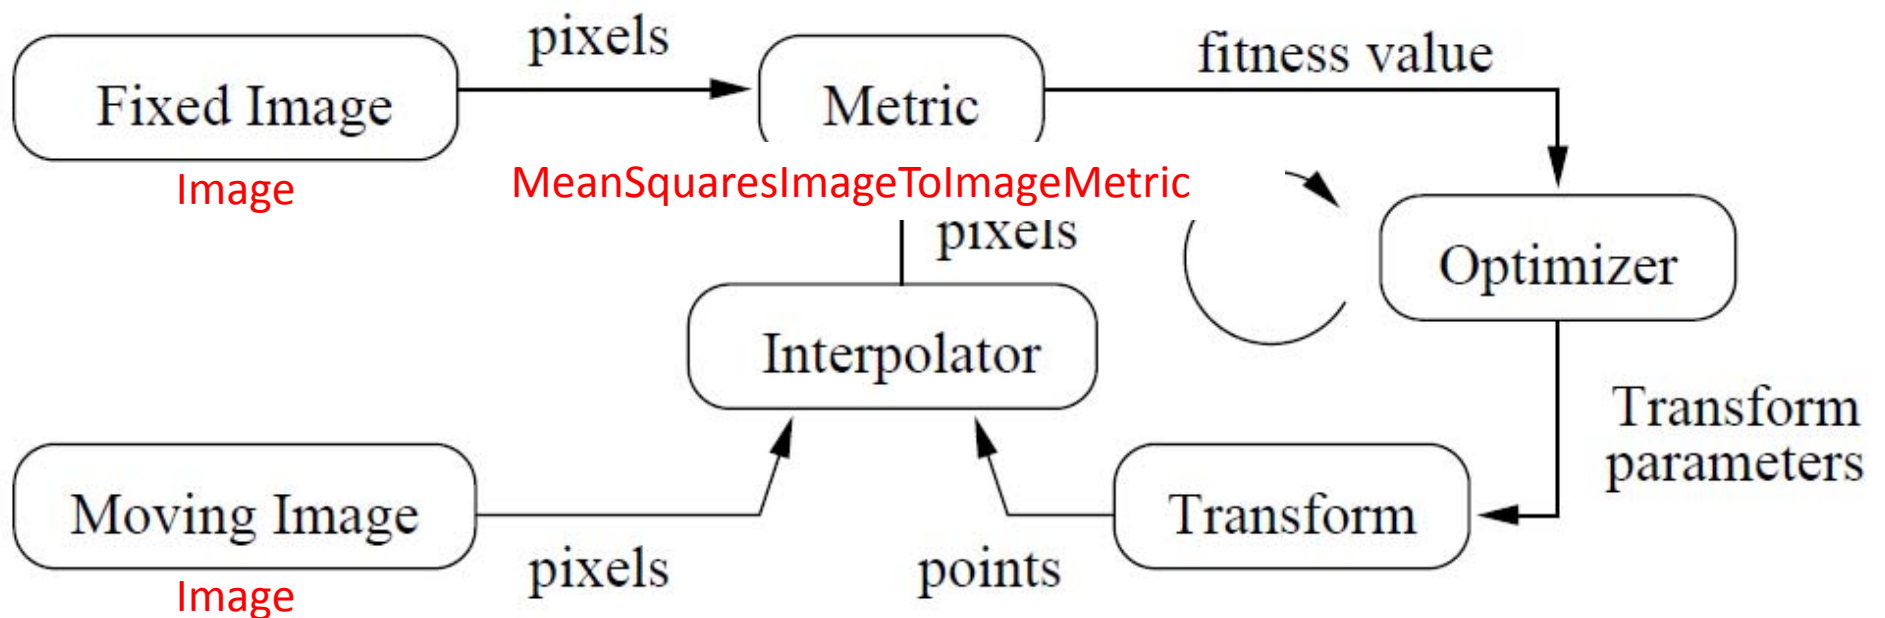 pixels
fitness value
Fixed Image
Metric
Image
MeanSquaresImageToImageMetric
pixels
Optimizer
Interpolator
Transform
parameters
Moving Image
Transform
pixels
points
Image